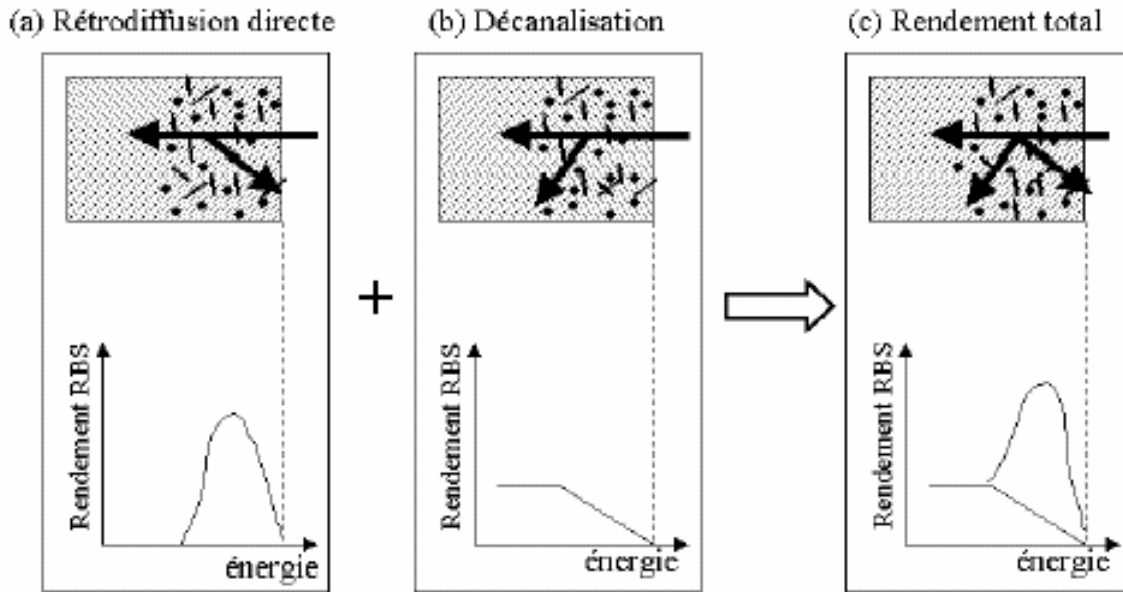 (a) Rétrodiffusion directe
(b) Décanalisation
(c) Rendement total
+
Rendement RBS
énergie
Rendement RBS
énergie
Rendement RBS
énergie